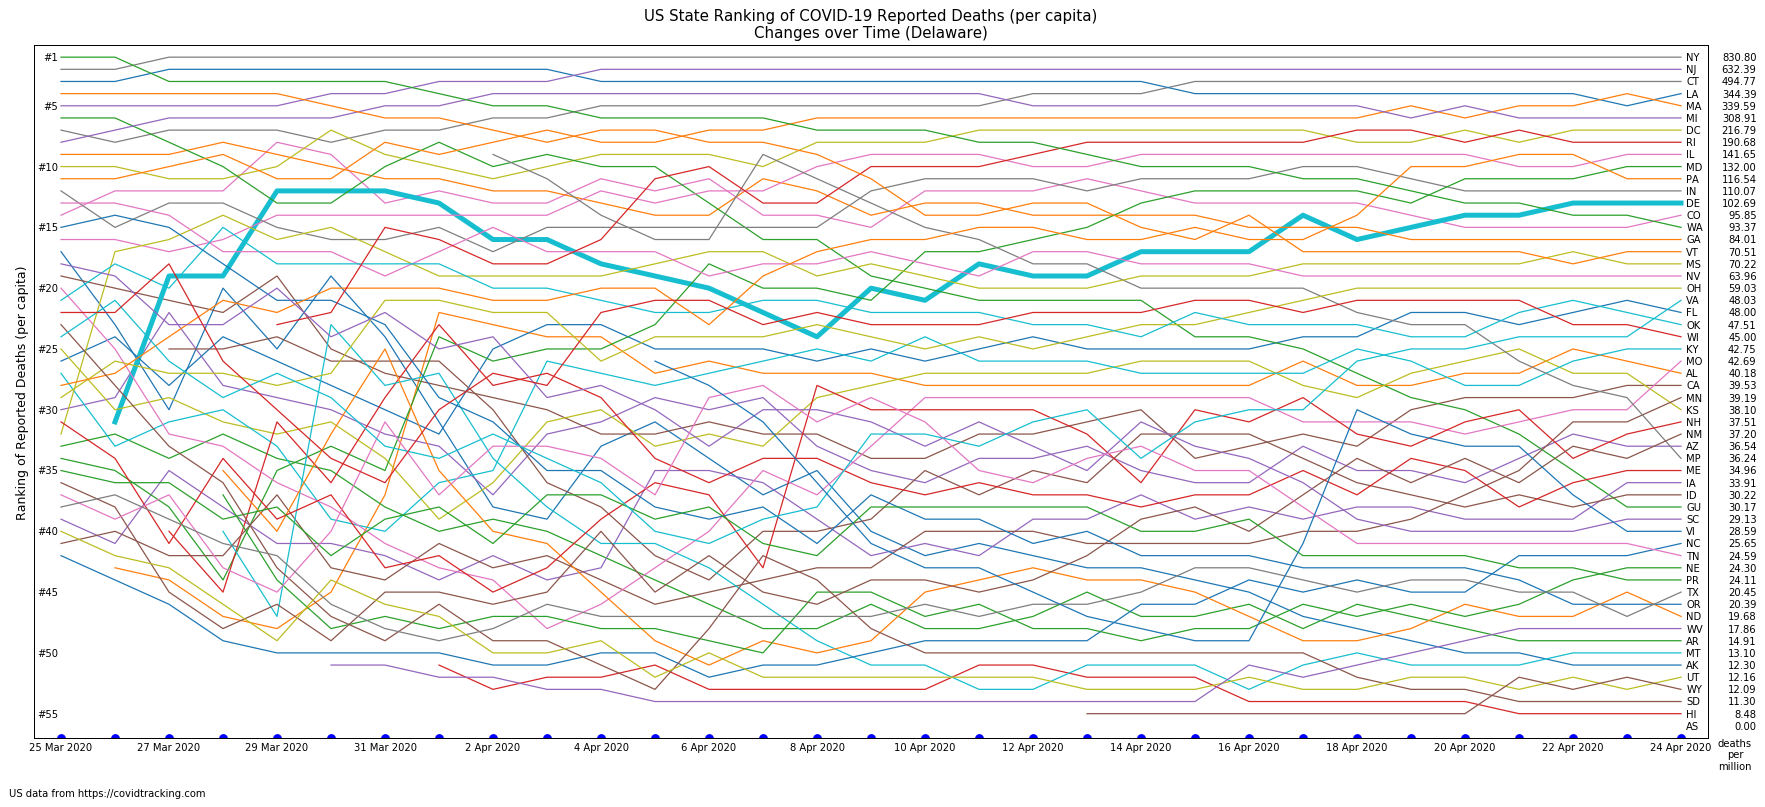 US State Ranking of COVID-19 Reported Deaths (per capita)
Changes over Time (Delaware)
Ranking of Reported Deaths (per capita)
#1
#5
#10
#15
#20
#25
#30
#35
#40
#45
#50
#55
NY 830.80
NJ 632.39
CT 494.77
LA 344.39
MA 339.59
MI 308.91
DC 216.79
RI 190.68
IL 141.65
MD 132.00
PA 116.54
IN 110.07
DE 102.69
CO 95.85
WA 93.37
GA 84.01
VT 70.51
MS 70.22
NV 63.96
OH 59.03
VA 48.03
FL 48.00
OK 47.51
WI 45.00
KY 42.75
MO 42.69
AL 40.18
CA 39.53
MN 39.19
KS 38.10
NH 37.51
NM 37.20
AZ 36.54
MP 36.24
ME 34.96
IA 33.91
ID 30.22
GU 30.17
SC 29.13
VI 28.59
NC 25.65
TN 24.59
NE 24.30
PR 24.11
TX 20.45
OR 20.39
ND 19.68
WV 17.86
AR 14.91
MT 13.10
AK 12.30
UT 12.16
WY 12.09
SD 11.30
HI 8.48
AS 0.00
25 Mar 2020 27 Mar 2020 29 Mar 2020 31 Mar 2020 2 Apr 2020 4 Apr 2020 6 Apr 2020 8 Apr 2020 10 Apr 2020 12 Apr 2020 14 Apr 2020 16 Apr 2020 18 Apr 2020 20 Apr 2020 22 Apr 2020 24 Apr 2020
deaths
per
million
US data from https://covidtracking.com